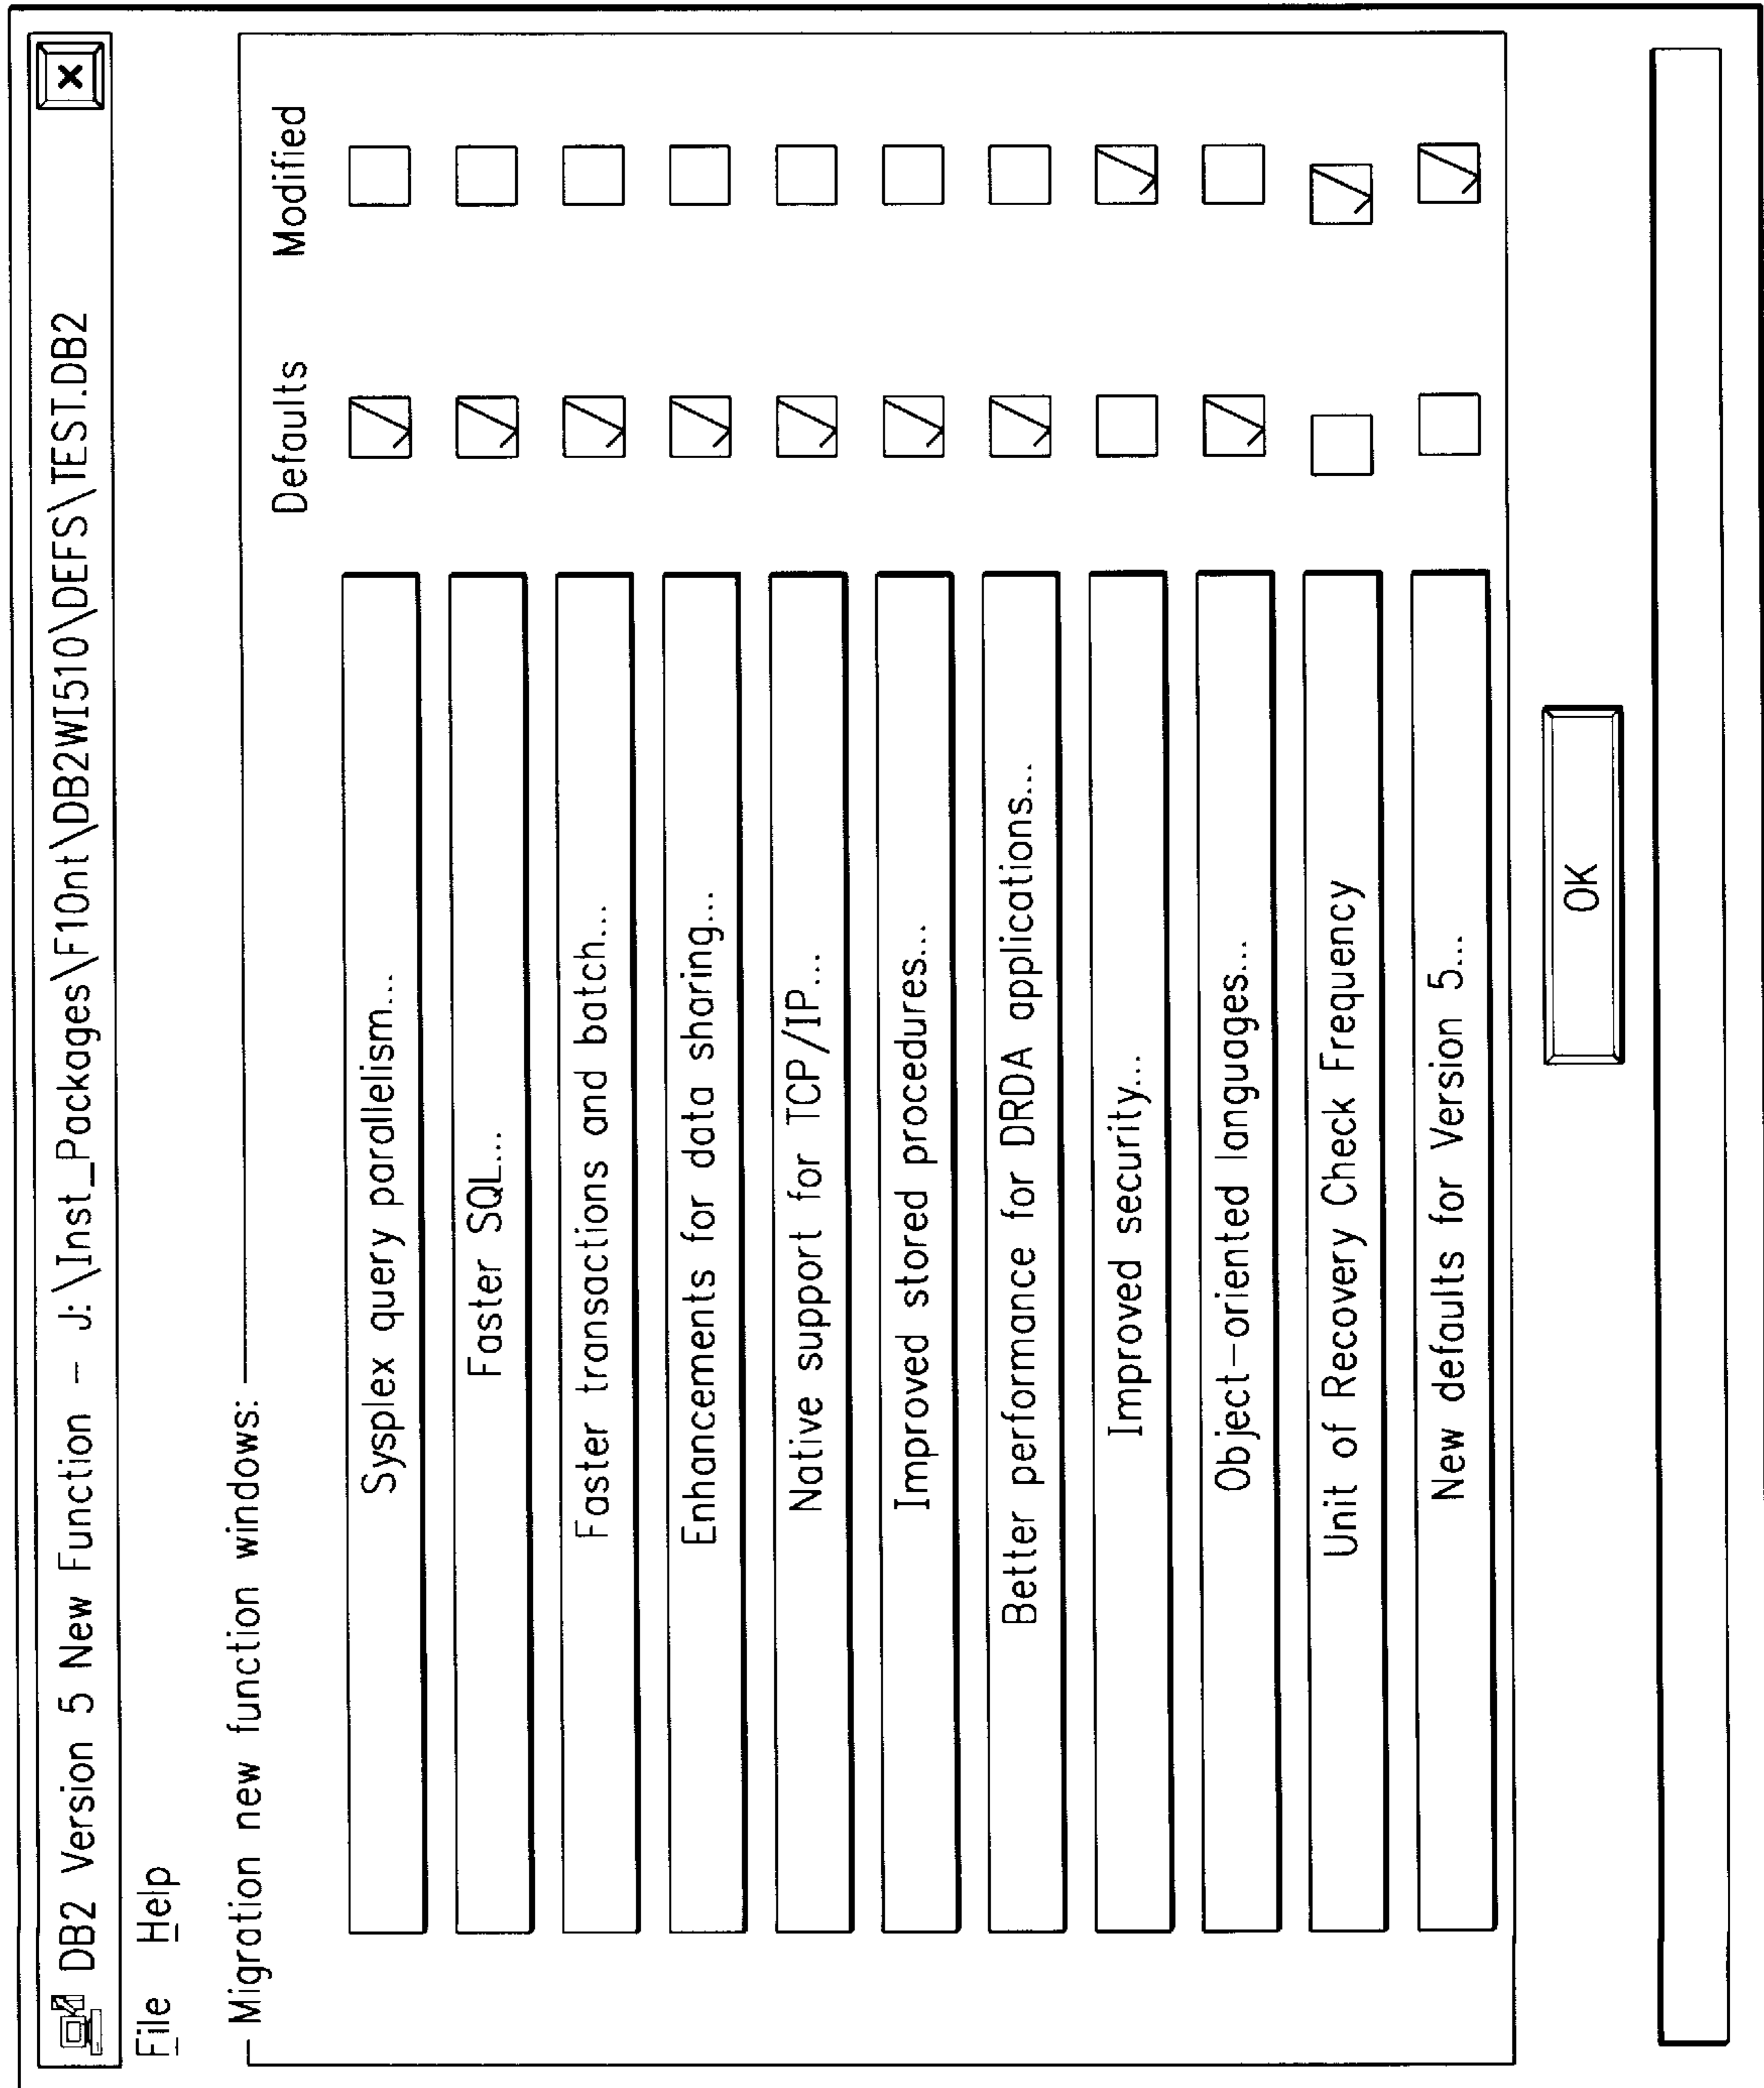 DB2 Version 5 New Function – J:\Inst_Packages\F10nt\DB2WI510\DEFS\TEST.DB2
File Help
Migration new function windows:
Defaults Modified
Sysplex query parallelism...
Faster SQL...
Faster transactions and batch...
Enhancements for data sharing...
Native support for TCP/IP...
Improved stored procedures...
Better performance for DRDA applications...
Improved security...
Object-oriented languages...
Unit of Recovery Check Frequency
New defaults for Version 5...
OK